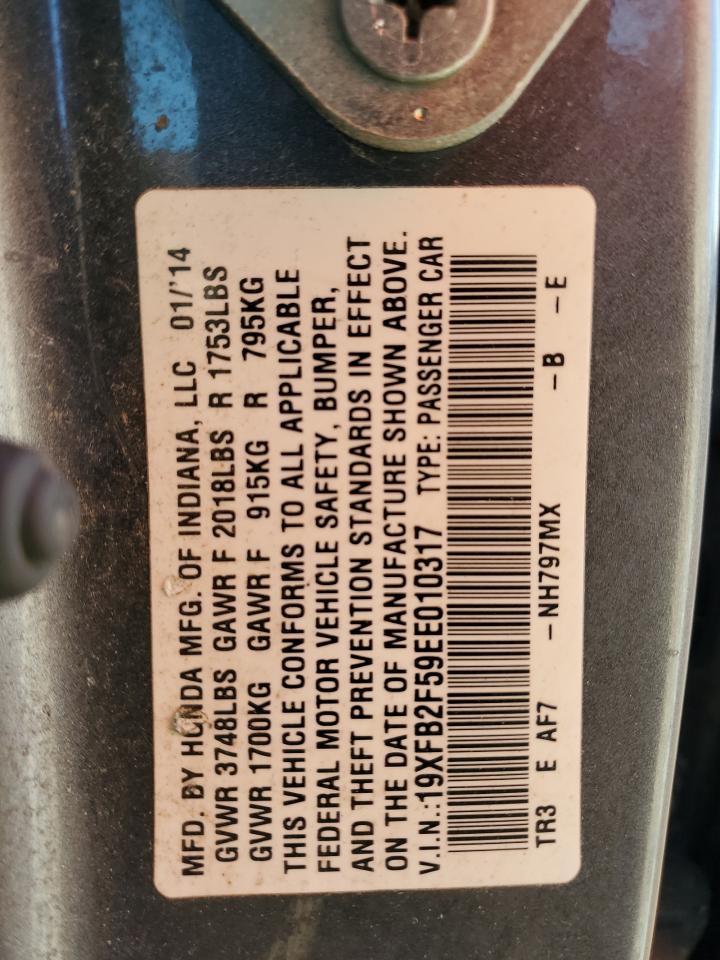 MFD. BY HONDA MFG. OF INDIANA, LLC 01/'14
GVWR 3748LBS GAWR F 2018LBS R 1753LBS
GVWR 1700KG GAWR F 915KG R 795KG
THIS VEHICLE CONFORMS TO ALL APPLICABLE
FEDERAL MOTOR VEHICLE SAFETY, BUMPER,
AND THEFT PREVENTION STANDARDS IN EFFECT
ON THE DATE OF MANUFACTURE SHOWN ABOVE.
V.I.N.:19XFB2F59EE010317 TYPE: PASSENGER CAR
TR3 E AF7 –NH797MX –B –E